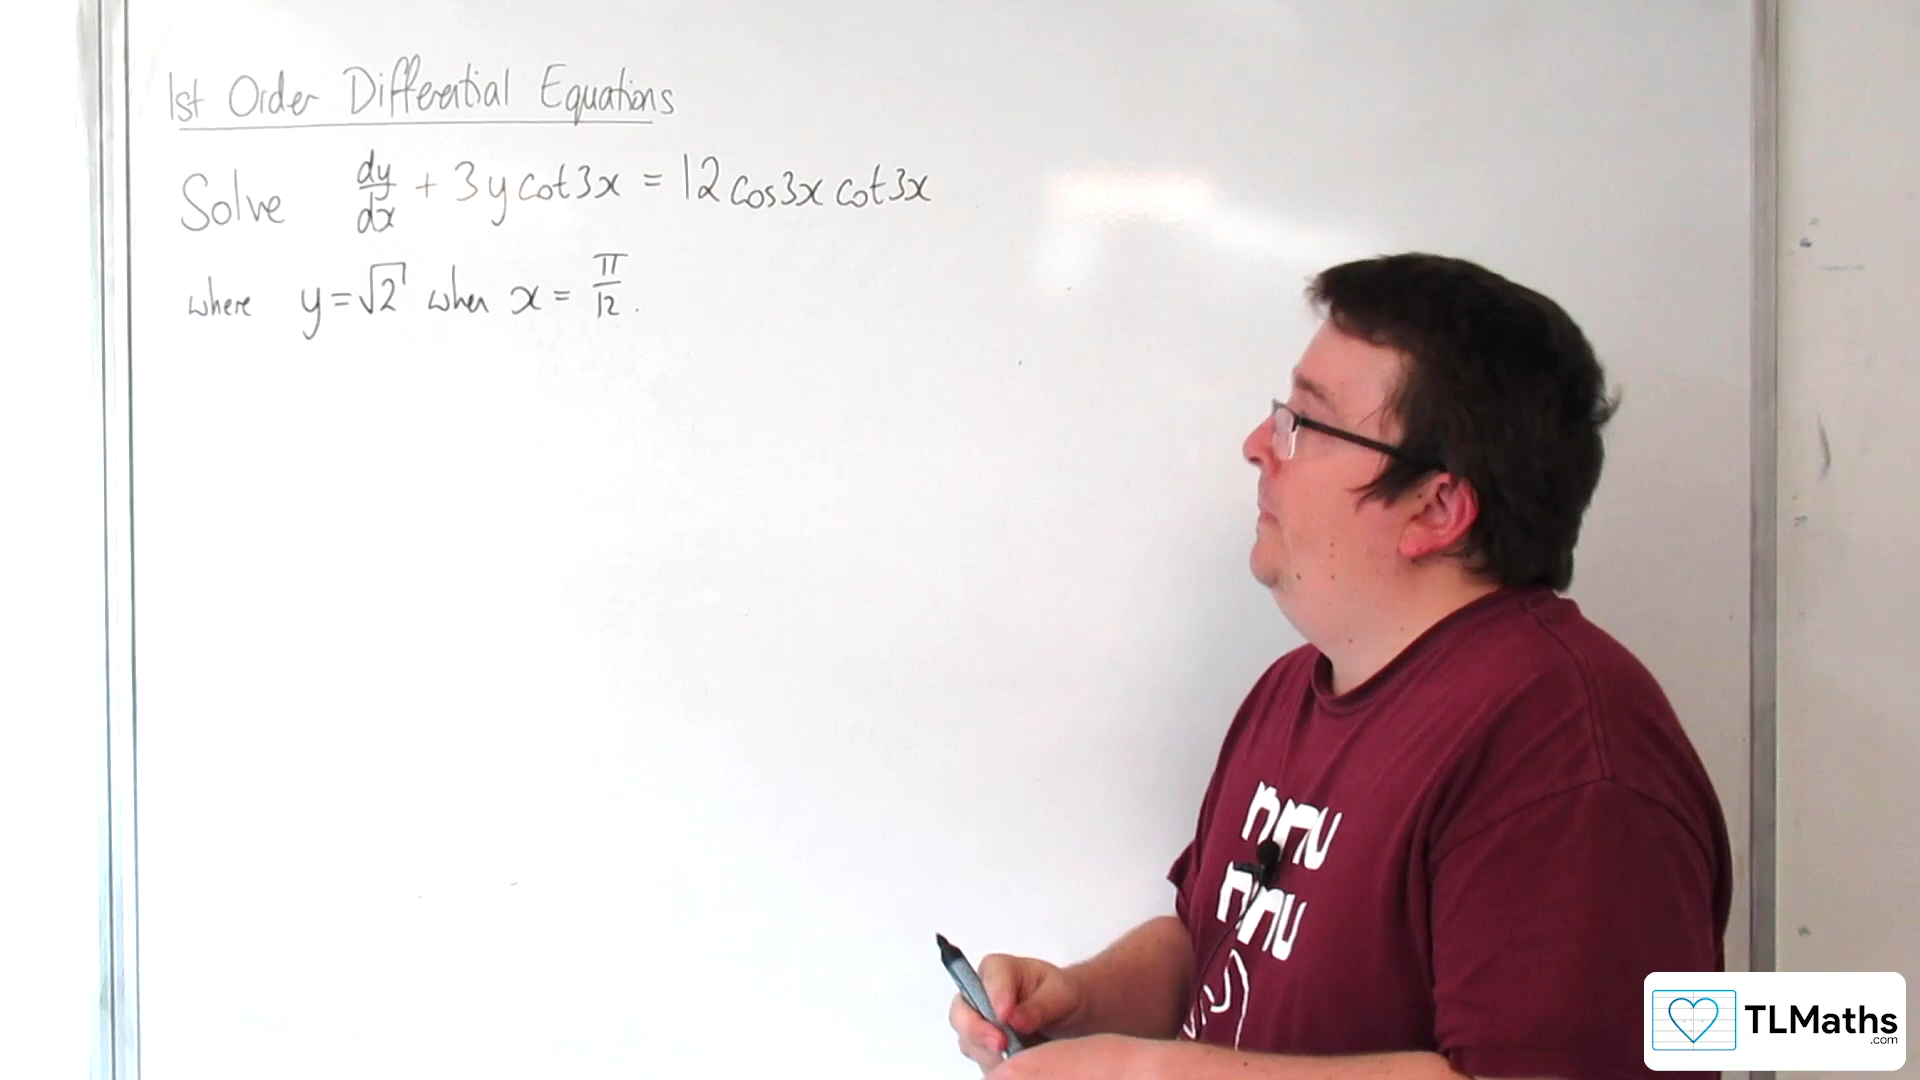 1st Order Differential Equations
Solve dy/dx + 3y cot3x = 12 cos3x cot3x
where y = √2 when x = π/12.
TLMaths
.com